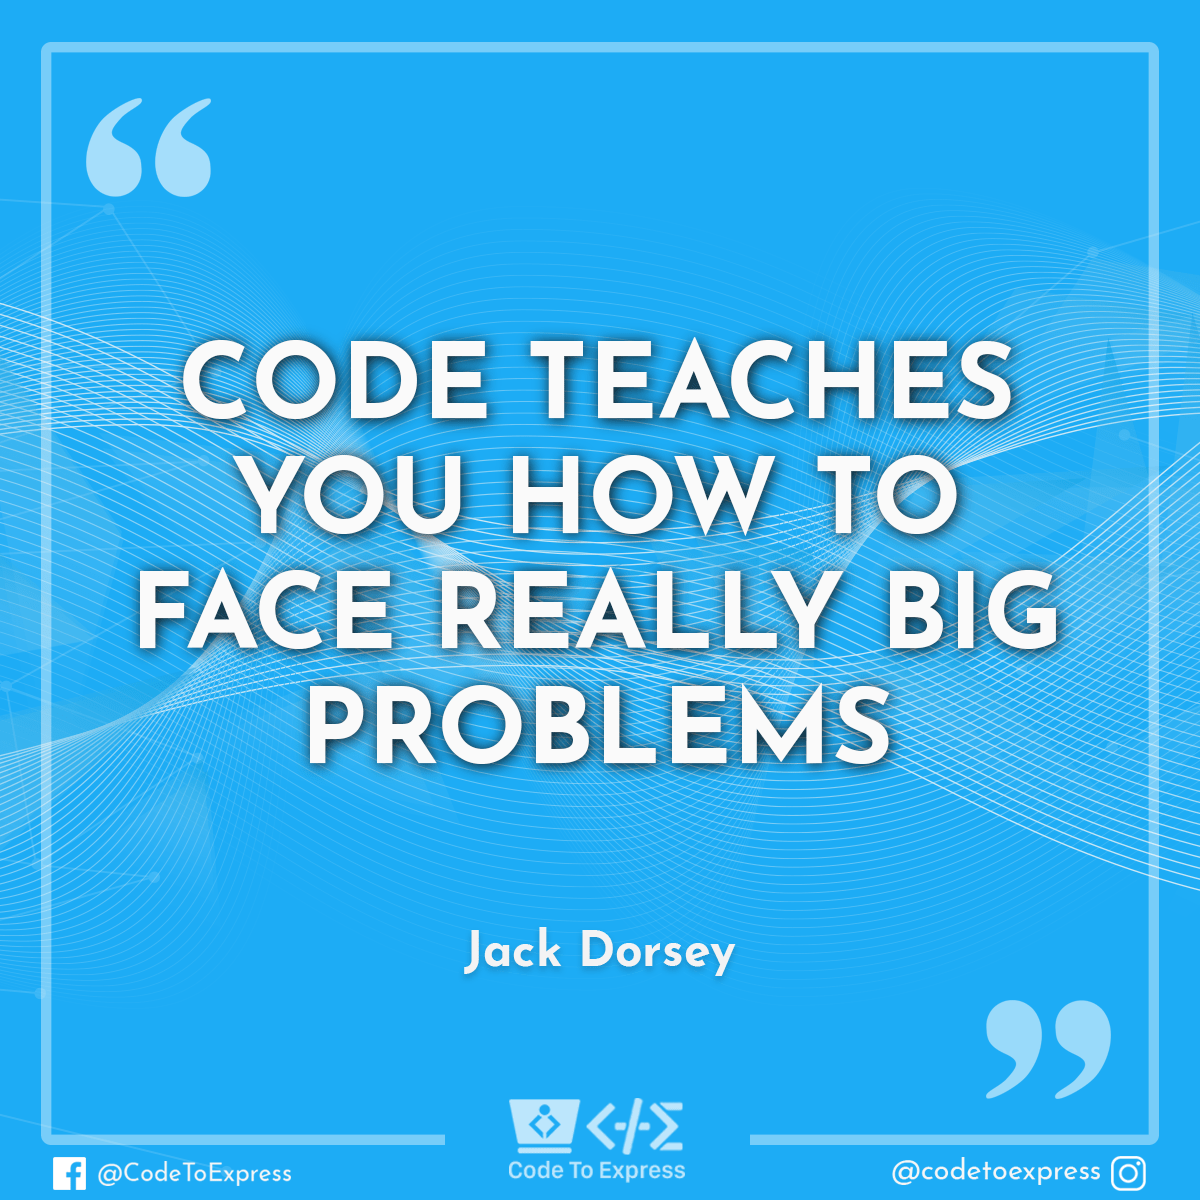 “
CODE TEACHES
YOU HOW TO
FACE REALLY BIG
PROBLEMS
Jack Dorsey
”
Code To Express
@CodeToExpress
@codetoexpress